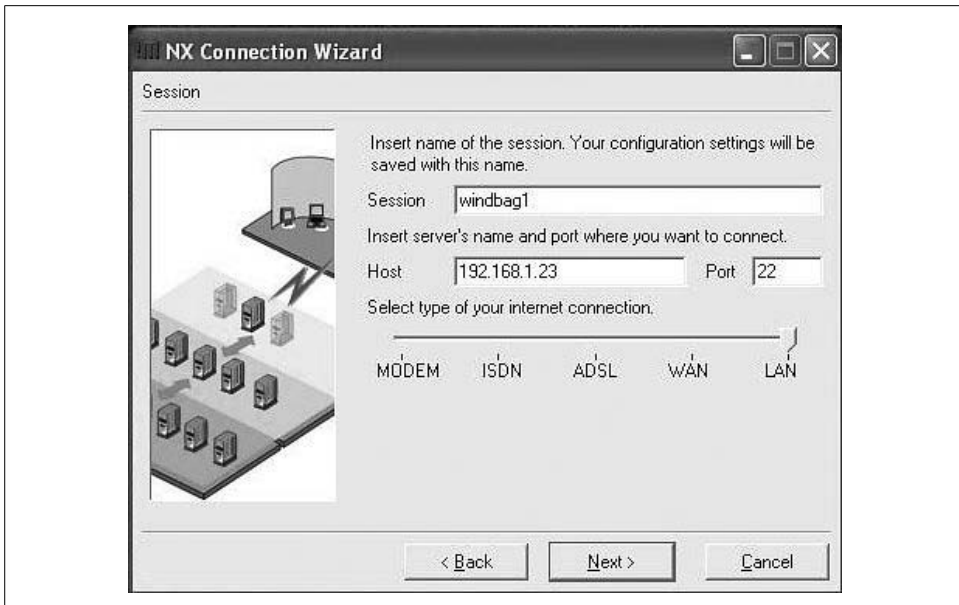 NX Connection Wizard
Session
Insert name of the session. Your configuration settings will be
saved with this name.
Session windbag1
Insert server's name and port where you want to connect.
Host 192.168.1.23 Port 22
Select type of your internet connection.
MODEM ISDN ADSL WAN LAN
< Back Next > Cancel